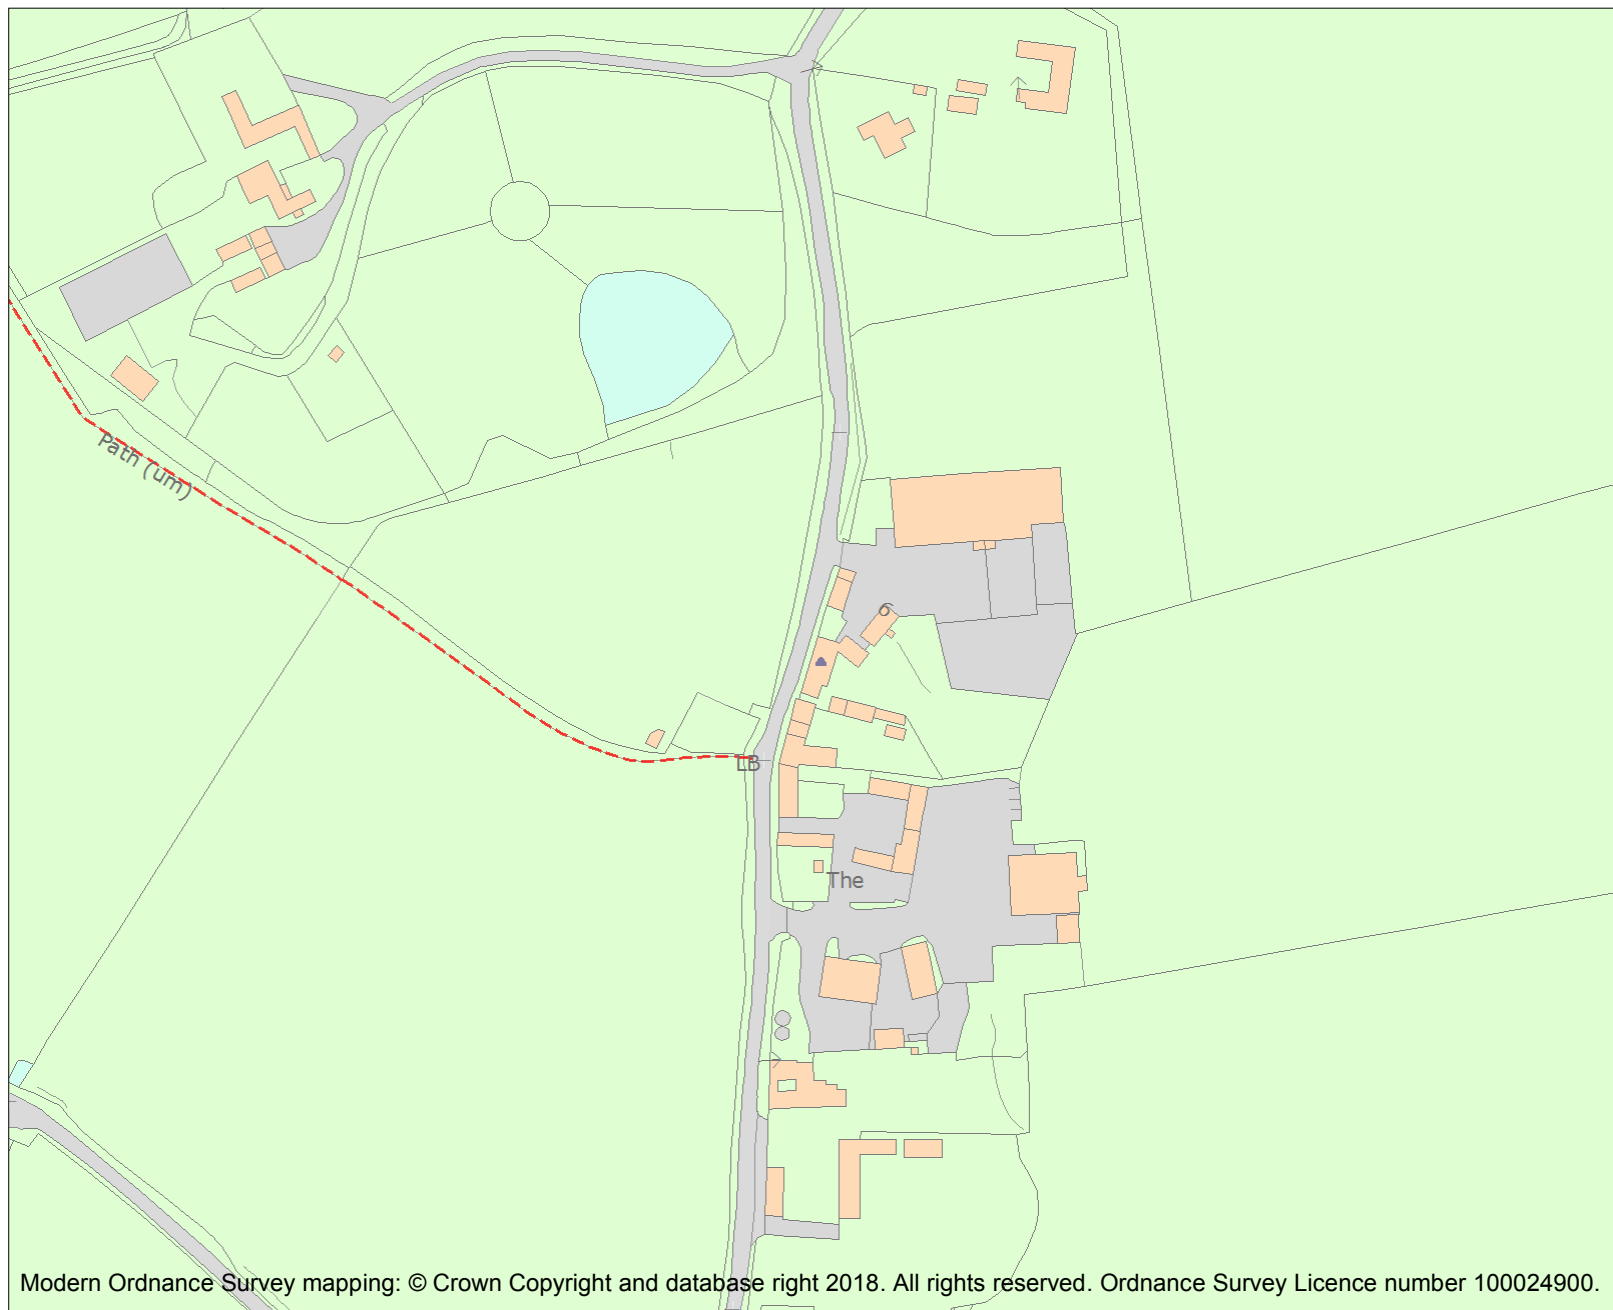 Path (um)
6
LB
The
Modern Ordnance Survey mapping: © Crown Copyright and database right 2018. All rights reserved. Ordnance Survey Licence number 100024900.